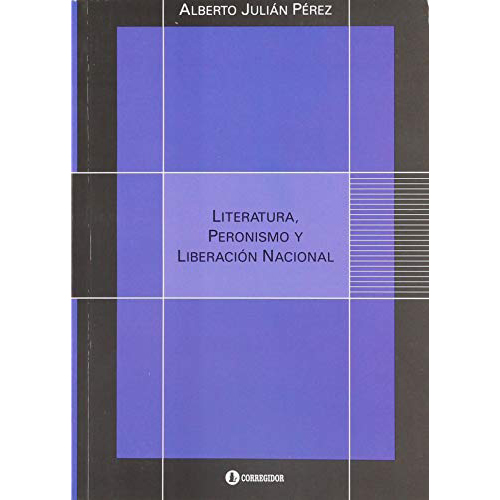 ALBERTO JULIÁN PÉREZ
LITERATURA,
PERONISMO Y
LIBERACIÓN NACIONAL
CORREGIDOR